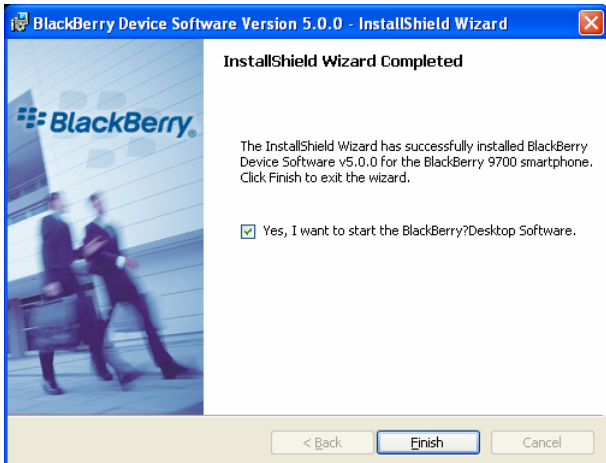 BlackBerry Device Software Version 5.0.0 - InstallShield Wizard
InstallShield Wizard Completed
BlackBerry®
The InstallShield Wizard has successfully installed BlackBerry
Device Software v5.0.0 for the BlackBerry 9700 smartphone.
Click Finish to exit the wizard.
Yes, I want to start the BlackBerry?Desktop Software.
< Back
Finish
Cancel